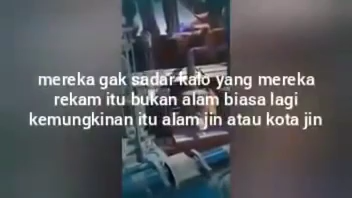 mereka gak sadar kalo yang mereka
rekam itu bukan alam biasa lagi
kemungkinan itu alam jin atau kota jin